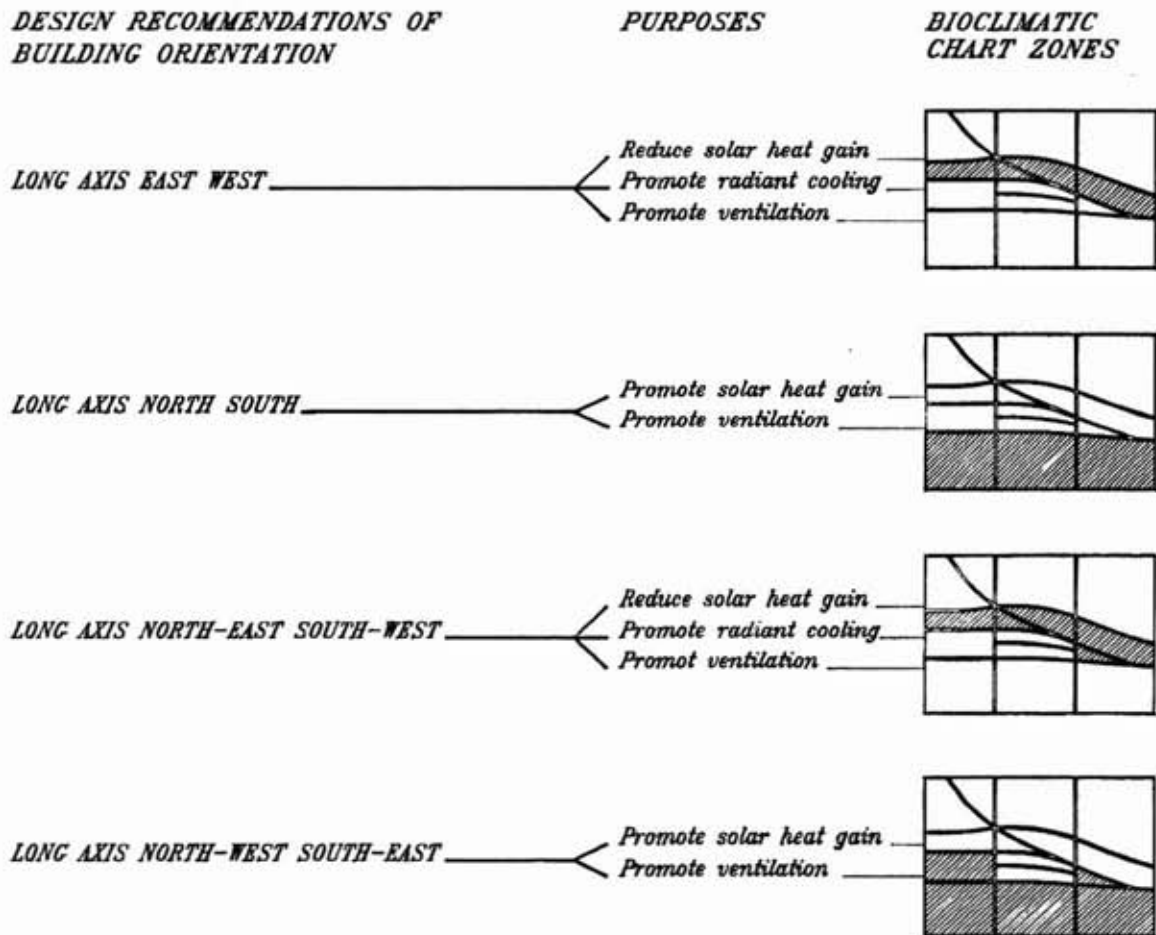 DESIGN RECOMMENDATIONS OF
BUILDING ORIENTATION
PURPOSES
BIOCLIMATIC
CHART ZONES
LONG AXIS EAST WEST
Reduce solar heat gain
Promote radiant cooling
Promote ventilation
LONG AXIS NORTH SOUTH
Promote solar heat gain
Promote ventilation
LONG AXIS NORTH-EAST SOUTH-WEST
Reduce solar heat gain
Promote radiant cooling
Promot ventilation
LONG AXIS NORTH-WEST SOUTH-EAST
Promote solar heat gain
Promote ventilation